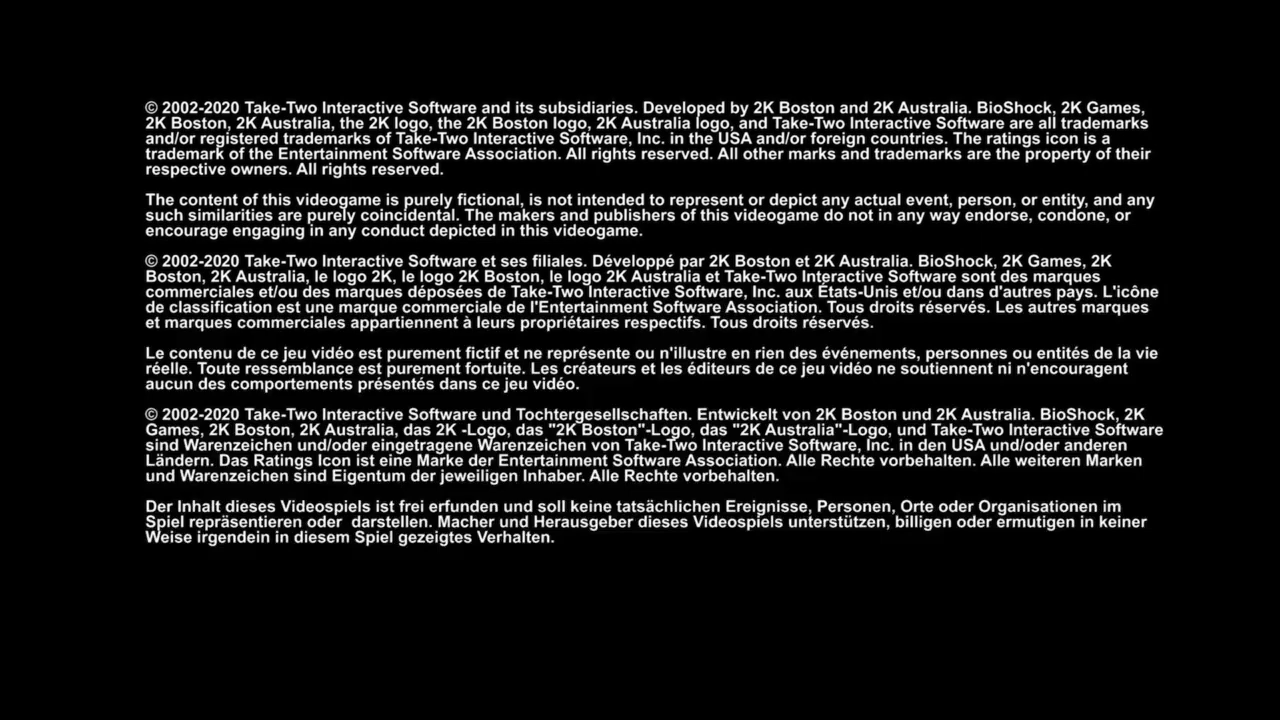 © 2002-2020 Take-Two Interactive Software and its subsidiaries. Developed by 2K Boston and 2K Australia. BioShock, 2K Games,
2K Boston, 2K Australia, the 2K logo, the 2K Boston logo, 2K Australia logo, and Take-Two Interactive Software are all trademarks
and/or registered trademarks of Take-Two Interactive Software, Inc. in the USA and/or foreign countries. The ratings icon is a
trademark of the Entertainment Software Association. All rights reserved. All other marks and trademarks are the property of their
respective owners. All rights reserved.
The content of this videogame is purely fictional, is not intended to represent or depict any actual event, person, or entity, and any
such similarities are purely coincidental. The makers and publishers of this videogame do not in any way endorse, condone, or
encourage engaging in any conduct depicted in this videogame.
© 2002-2020 Take-Two Interactive Software et ses filiales. Développé par 2K Boston et 2K Australia. BioShock, 2K Games, 2K
Boston, 2K Australia, le logo 2K, le logo 2K Boston, le logo 2K Australia et Take-Two Interactive Software sont des marques
commerciales et/ou des marques déposées de Take-Two Interactive Software, Inc. aux États-Unis et/ou dans d'autres pays. L'icône
de classification est une marque commerciale de l'Entertainment Software Association. Tous droits réservés. Les autres marques
et marques commerciales appartiennent à leurs propriétaires respectifs. Tous droits réservés.
Le contenu de ce jeu vidéo est purement fictif et ne représente ou n'illustre en rien des événements, personnes ou entités de la vie
réelle. Toute ressemblance est purement fortuite. Les créateurs et les éditeurs de ce jeu vidéo ne soutiennent ni n'encouragent
aucun des comportements présentés dans ce jeu vidéo.
© 2002-2020 Take-Two Interactive Software und Tochtergesellschaften. Entwickelt von 2K Boston und 2K Australia. BioShock, 2K
Games, 2K Boston, 2K Australia, das 2K -Logo, das "2K Boston"-Logo, das "2K Australia"-Logo, und Take-Two Interactive Software
sind Warenzeichen und/oder eingetragene Warenzeichen von Take-Two Interactive Software, Inc. in den USA und/oder anderen
Ländern. Das Ratings Icon ist eine Marke der Entertainment Software Association. Alle Rechte vorbehalten. Alle weiteren Marken
und Warenzeichen sind Eigentum der jeweiligen Inhaber. Alle Rechte vorbehalten.
Der Inhalt dieses Videospiels ist frei erfunden und soll keine tatsächlichen Ereignisse, Personen, Orte oder Organisationen im
Spiel repräsentieren oder  darstellen. Macher und Herausgeber dieses Videospiels unterstützen, billigen oder ermutigen in keiner
Weise irgendein in diesem Spiel gezeigtes Verhalten.